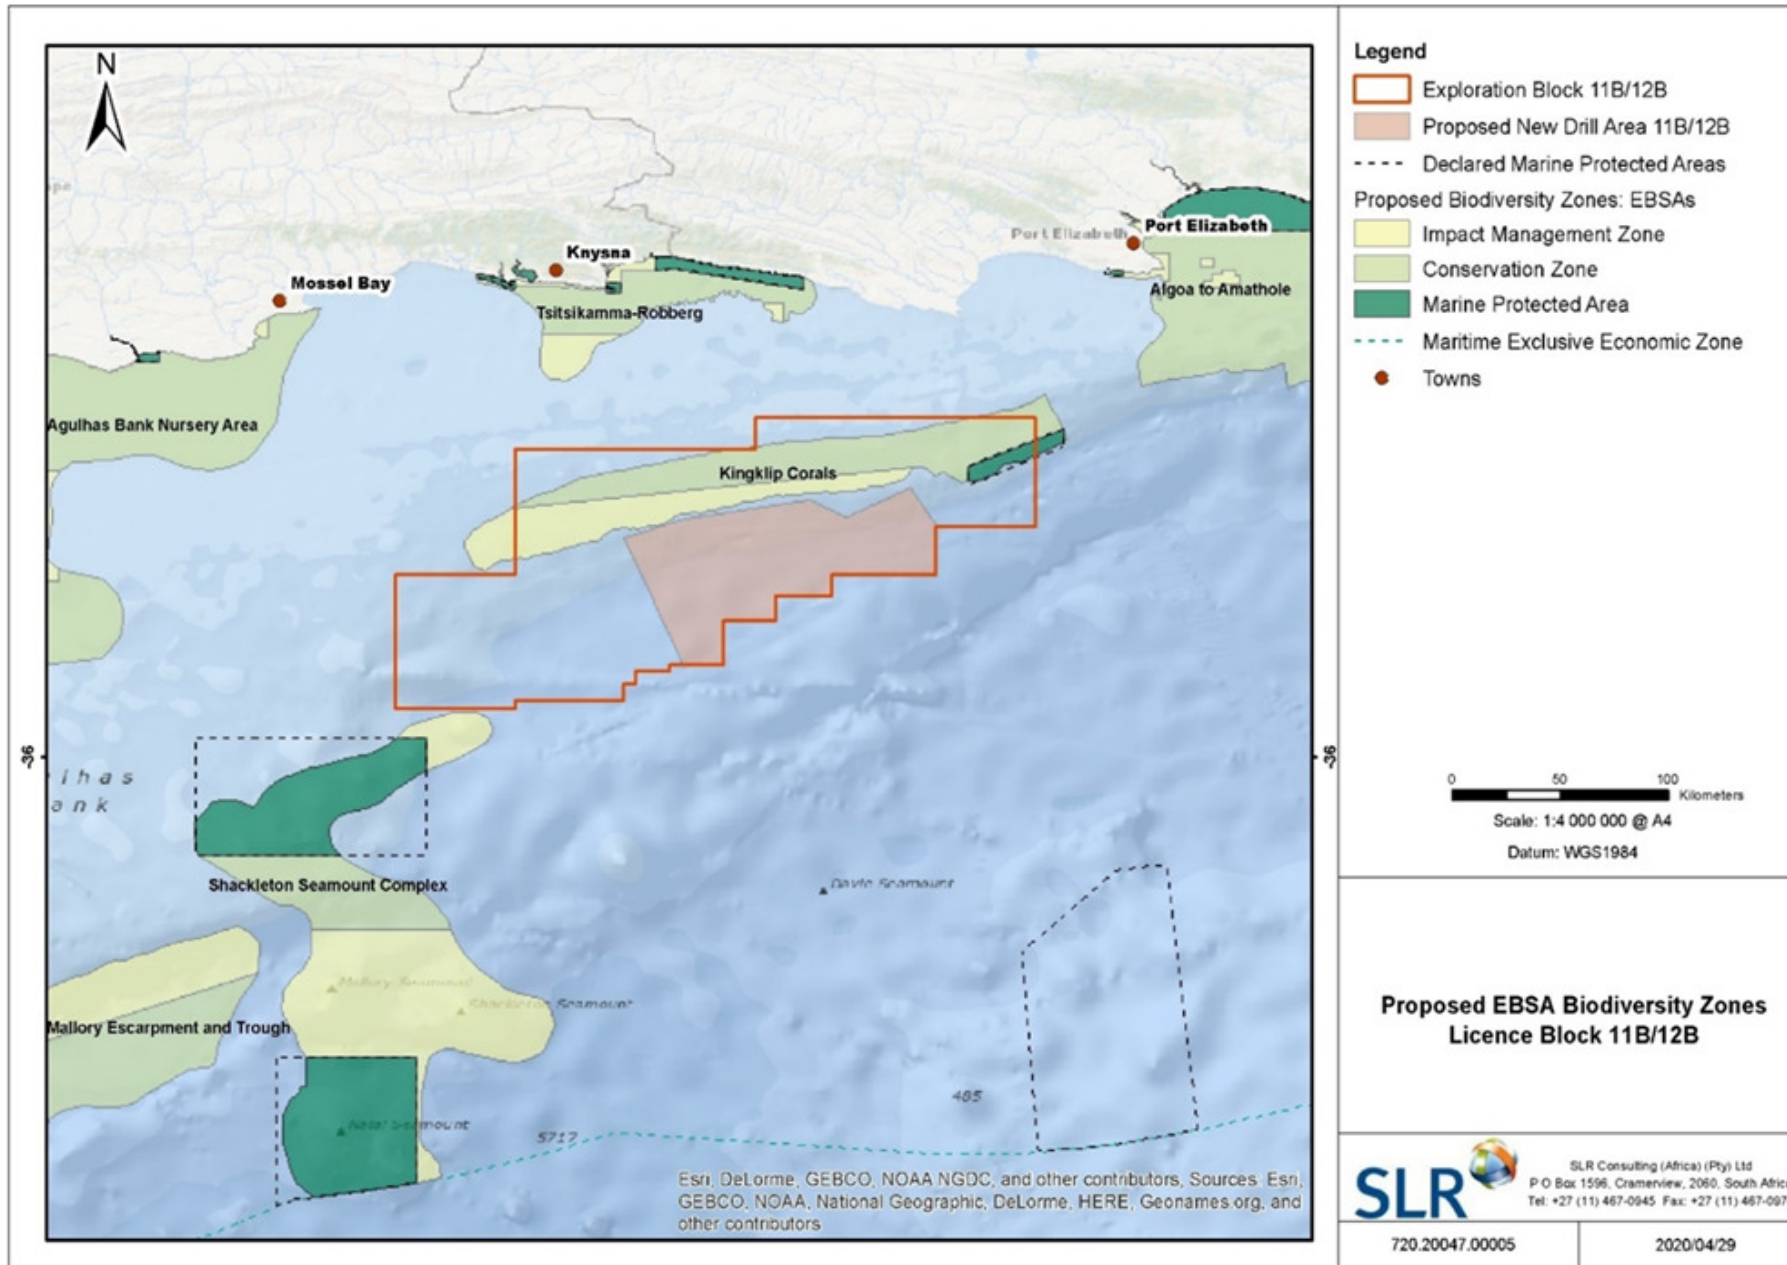 N
Mossel Bay
Knysna
Port Elizabeth
Port Elizabeth
Tsitsikamma-Robberg
Algoa to Amathole
Agulhas Bank Nursery Area
Kingklip Corals
-36
-36
lhas
ank
Shackleton Seamount Complex
Davie Seamount
Mallory Seamount
Shackleton Seamount
Mallory Escarpment and Trough
Natal Seamount
485
5717
Esri, DeLorme, GEBCO, NOAA NGDC, and other contributors, Sources: Esri,
GEBCO, NOAA, National Geographic, DeLorme, HERE, Geonames.org, and
other contributors
Legend
Exploration Block 11B/12B
Proposed New Drill Area 11B/12B
Declared Marine Protected Areas
Proposed Biodiversity Zones: EBSAs
Impact Management Zone
Conservation Zone
Marine Protected Area
Maritime Exclusive Economic Zone
Towns
0 50 100
Kilometers
Scale: 1:4 000 000 @ A4
Datum: WGS1984
Proposed EBSA Biodiversity Zones
Licence Block 11B/12B
SLR
SLR Consulting (Africa) (Pty) Ltd
P O Box 1596, Cramerview, 2060, South Afric
Tel: +27 (11) 467-0945 Fax: +27 (11) 467-097
720.20047.00005
2020/04/29